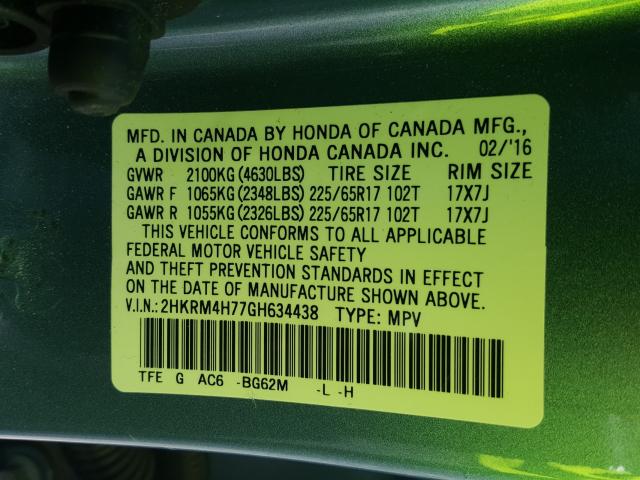 MFD. IN CANADA BY HONDA OF CANADA MFG.,
A DIVISION OF HONDA CANADA INC. 02/'16
GVWR 2100KG (4630LBS) TIRE SIZE RIM SIZE
GAWR F 1065KG (2348LBS) 225/65R17 102T 17X7J
GAWR R 1055KG (2326LBS) 225/65R17 102T 17X7J
THIS VEHICLE CONFORMS TO ALL APPLICABLE
FEDERAL MOTOR VEHICLE SAFETY
AND THEFT PREVENTION STANDARDS IN EFFECT
ON THE DATE OF MANUFACTURE SHOWN ABOVE.
V.I.N.: 2HKRM4H77GH634438 TYPE: MPV
TFE G AC6 -BG62M -L -H